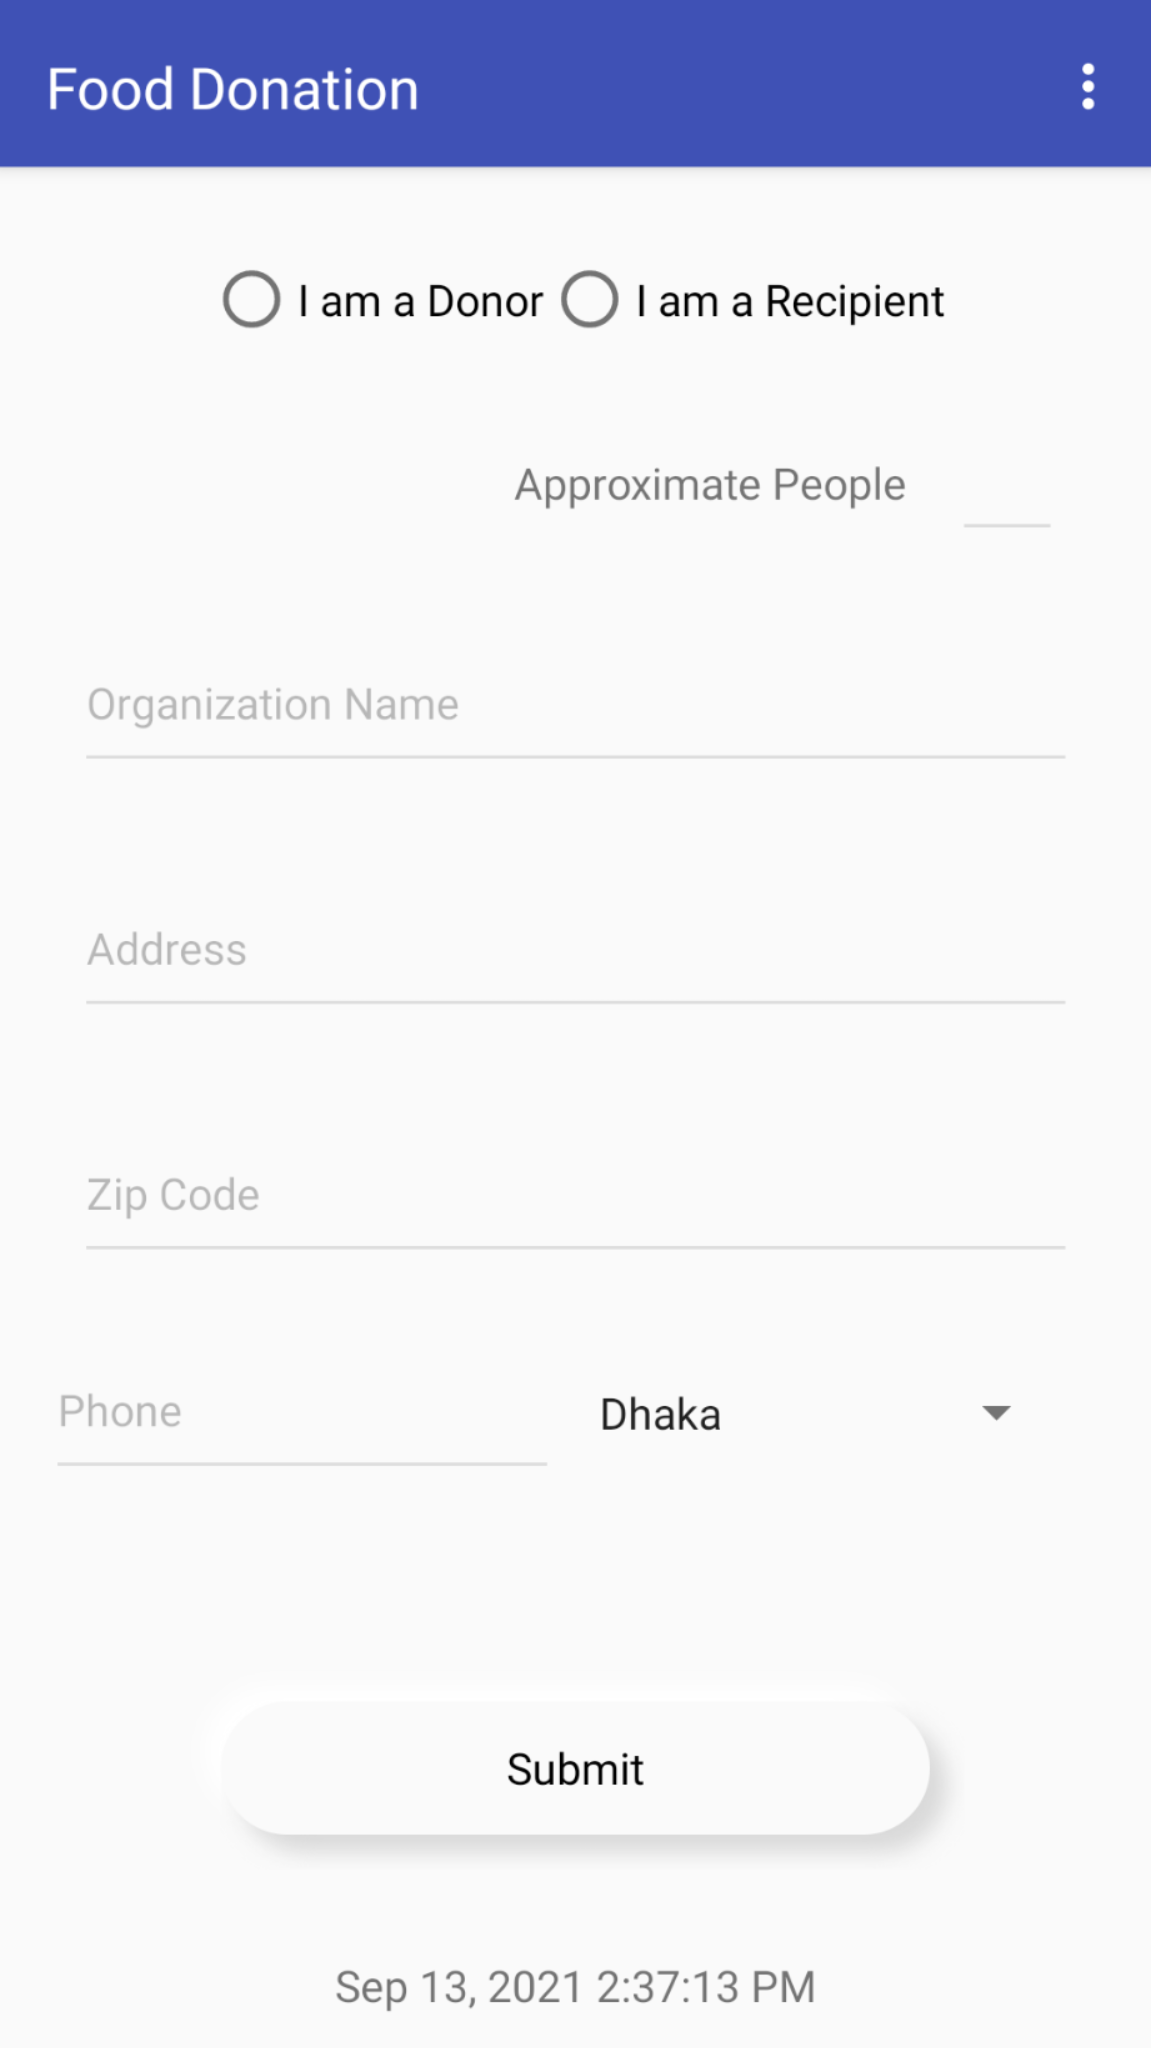 Food Donation
I am a Donor I am a Recipient
Approximate People
Organization Name
Address
Zip Code
Phone Dhaka
Submit
Sep 13, 2021 2:37:13 PM